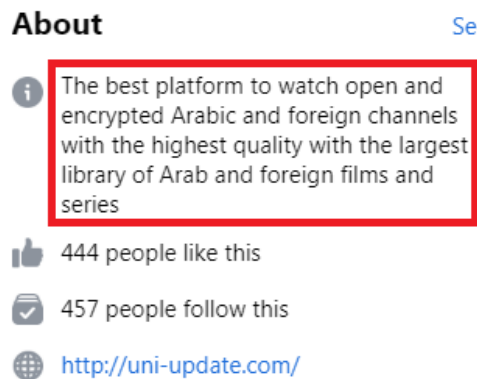 About
Se
The best platform to watch open and
encrypted Arabic and foreign channels
with the highest quality with the largest
library of Arab and foreign films and
series
444 people like this
457 people follow this
http://uni-update.com/